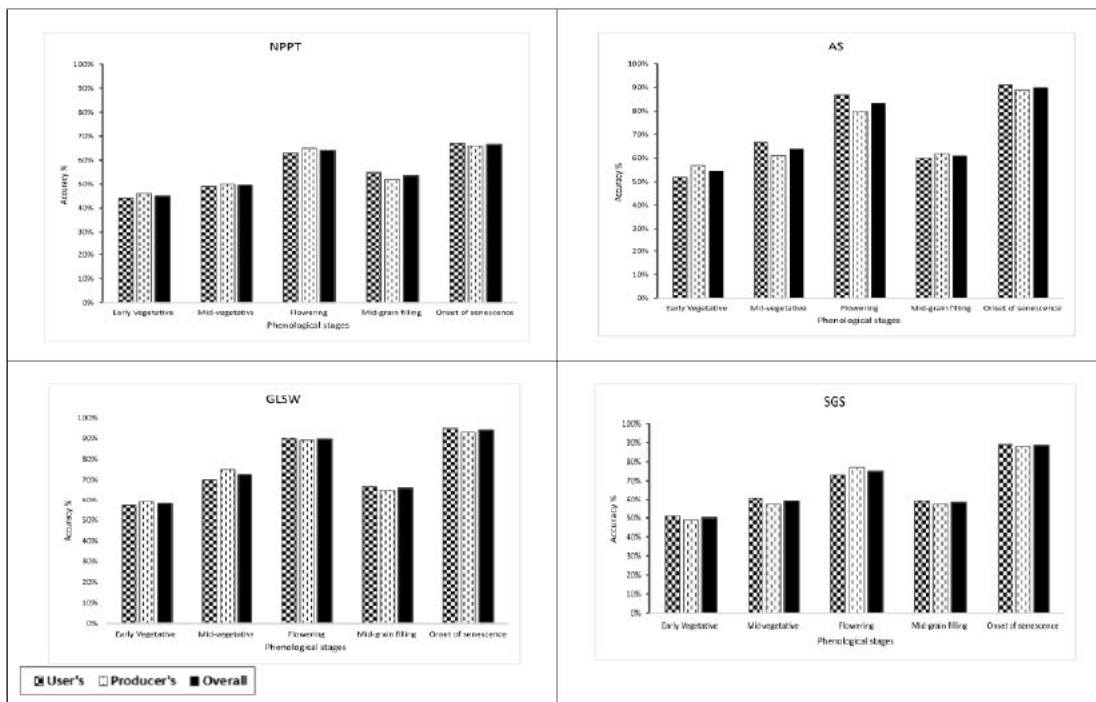 NPPT
100%
90%
80%
70%
60%
50%
40%
30%
20%
10%
0%
Accuracy %
Early Vegetative Mid-vegetative Flowering Mid-grain filling Onset of senescence
Phenological stages
AS
100%
90%
80%
70%
60%
50%
40%
30%
20%
10%
0%
Accuracy %
Early Vegetative Mid-vegetative Flowering Mid-grain filling Onset of senescence
Phenological stages
GLSW
100%
90%
80%
70%
60%
50%
40%
30%
20%
10%
0%
Accuracy %
Early Vegetative Mid-vegetative Flowering Mid-grain filling Onset of senescence
Phenological stages
SGS
100%
90%
80%
70%
60%
50%
40%
30%
20%
10%
0%
Accuracy %
Early Vegetative Mid-vegetative Flowering Mid-grain filling Onset of senescence
Phenological stages
User's Producer's Overall